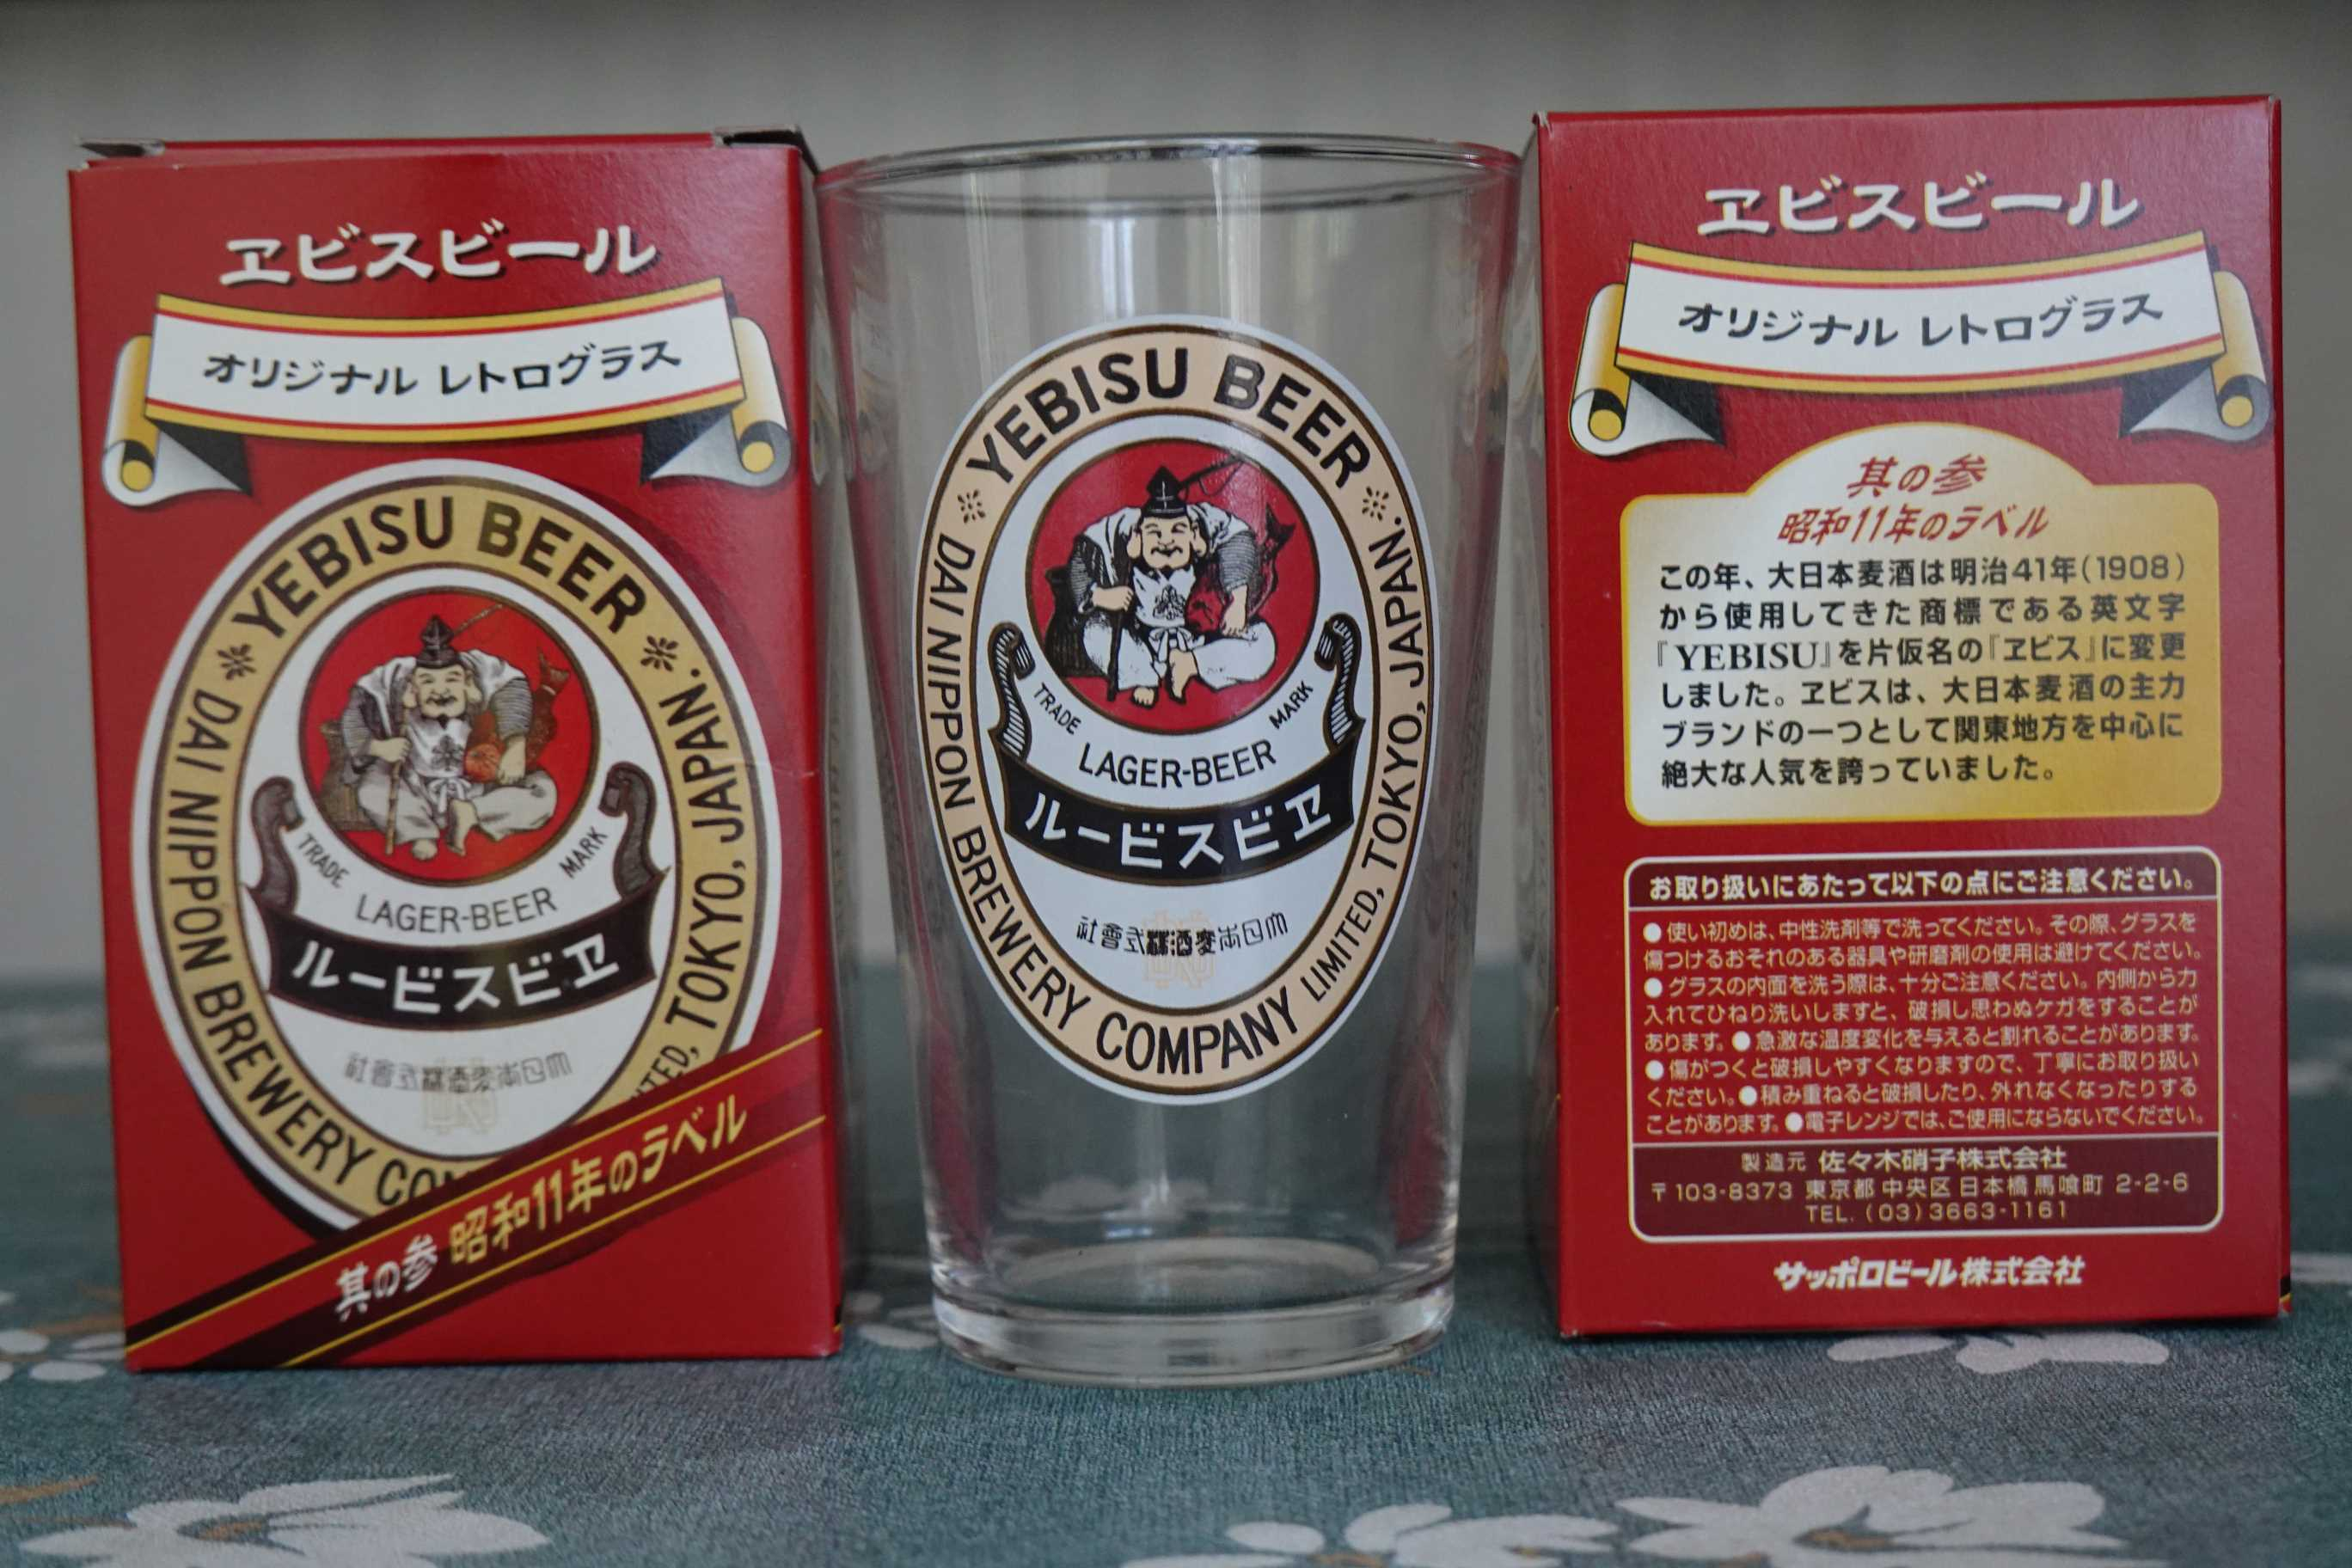 ヱビスビール
オリジナル レトログラス
YEBISU BEER
DAI NIPPON BREWERY COM
ITED, TOKYO, JAPAN.
TRADE MARK
LAGER-BEER
ルービスビヱ
社會式株酒麥本日大
其の参 昭和11年のラベル
YEBISU BEER
DAI NIPPON BREWERY COMPANY LIMITED, TOKYO, JAPAN.
TRADE MARK
LAGER-BEER
ルービスビヱ
社會式株酒麥本日大
ヱビスビール
オリジナル レトログラス
其の参
昭和11年のラベル
この年、大日本麦酒は明治41年(1908)
から使用してきた商標である英文字
『YEBISU』を片仮名の『ヱビス』に変更
しました。ヱビスは、大日本麦酒の主力
ブランドの一つとして関東地方を中心に
絶大な人気を誇っていました。
お取り扱いにあたって以下の点にご注意ください。
●使い初めは、中性洗剤等で洗ってください。その際、グラスを
傷つけるおそれのある器具や研磨剤の使用は避けてください。
●グラスの内面を洗う際は、十分ご注意ください。内側から力
入れてひねり洗いしますと、破損し思わぬケガをすることが
あります。●急激な温度変化を与えると割れることがあります。
●傷がつくと破損しやすくなりますので、丁寧にお取り扱い
ください。●積み重ねると破損したり、外れなくなったりする
ことがあります。●電子レンジでは、ご使用にならないでください。
製造元 佐々木硝子株式会社
〒103-8373 東京都中央区日本橋馬喰町 2-2-6
TEL. (03)3663-1161
サッポロビール株式会社